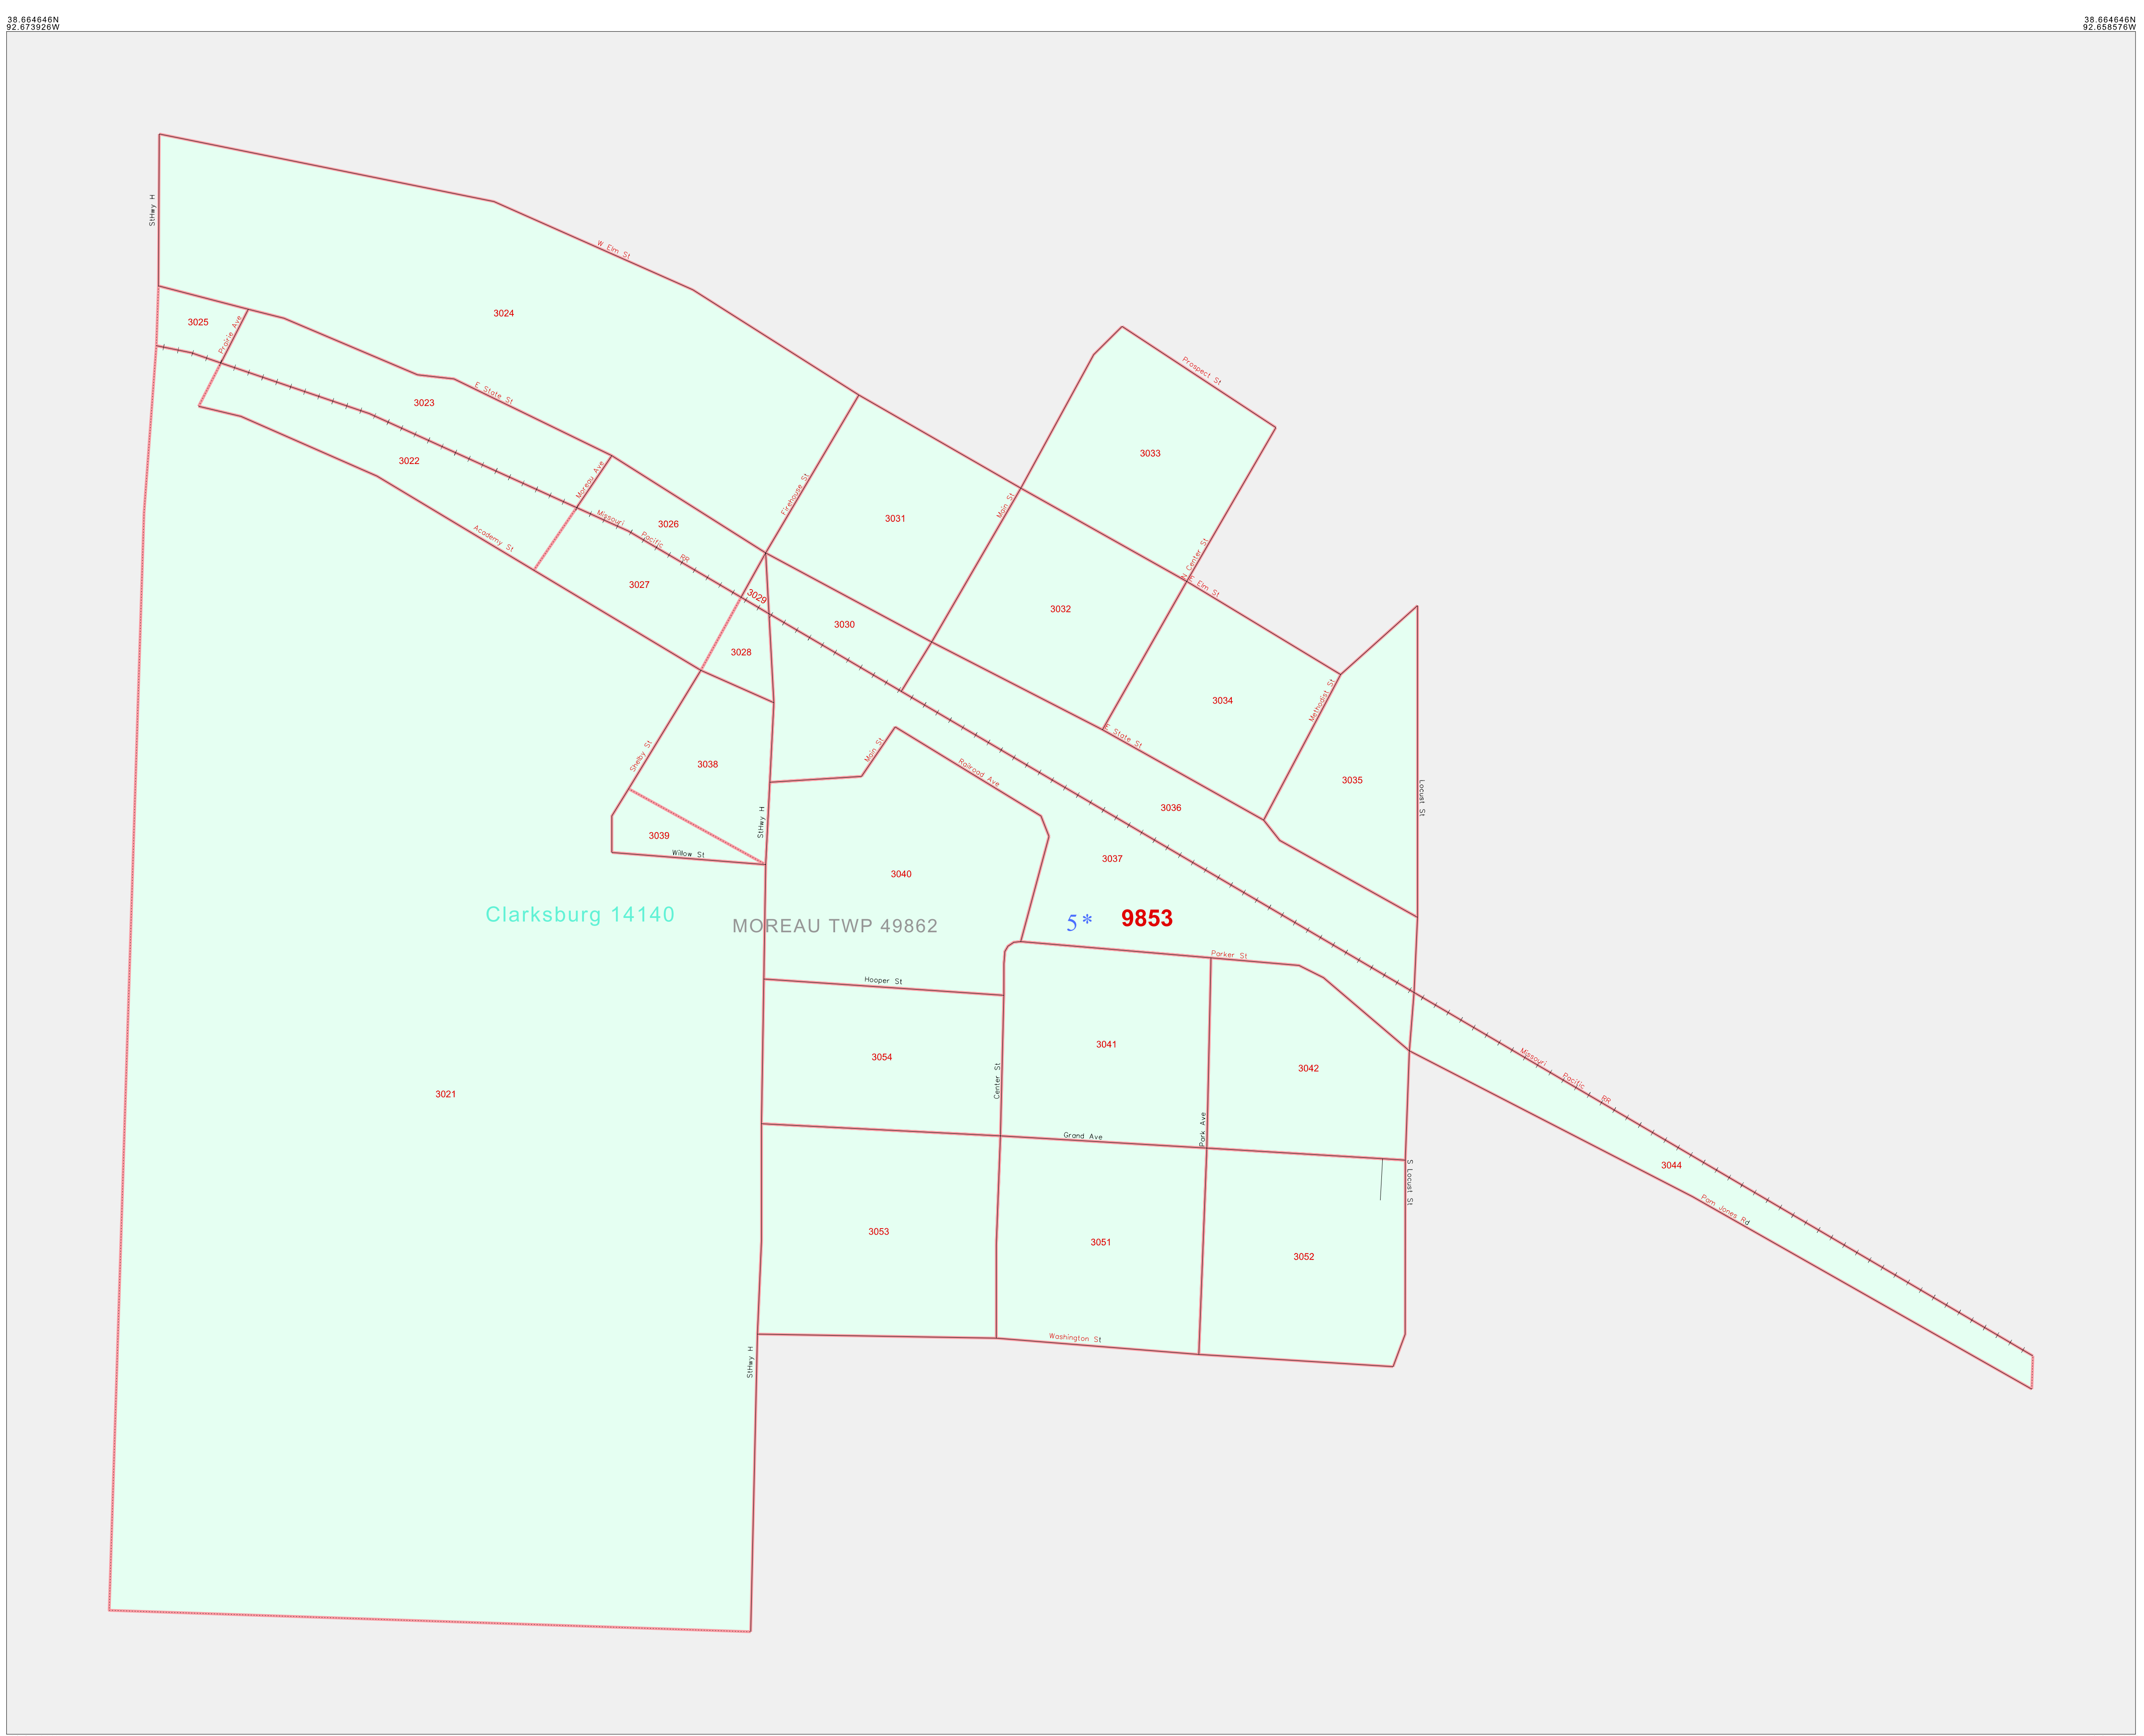 38.664646N
92.673926W
38.664646N
92.658576W
StHwy H
W Elm St
3024
3025
Prairie Ave
Prospect St
E State St
3023
3022
Moreau Ave
Firehouse St
3033
Main St
3031
Academy St
Missouri Pacific RR
3026
3027
3029
N Center St
E Elm St
3032
3030
3028
3034
Methodist St
E State St
Shelby St
3038
Main St
Railroad Ave
3035
Locust St
3036
StHwy H
3039
Willow St
3037
3040
Clarksburg 14140
MOREAU TWP 49862
5*
9853
Parker St
Hooper St
3054
Center St
3041
3042
Missouri Pacific RR
3021
Park Ave
Grand Ave
S Locust St
3044
Pam Jones Rd
3053
3051
3052
Washington St
StHwy H